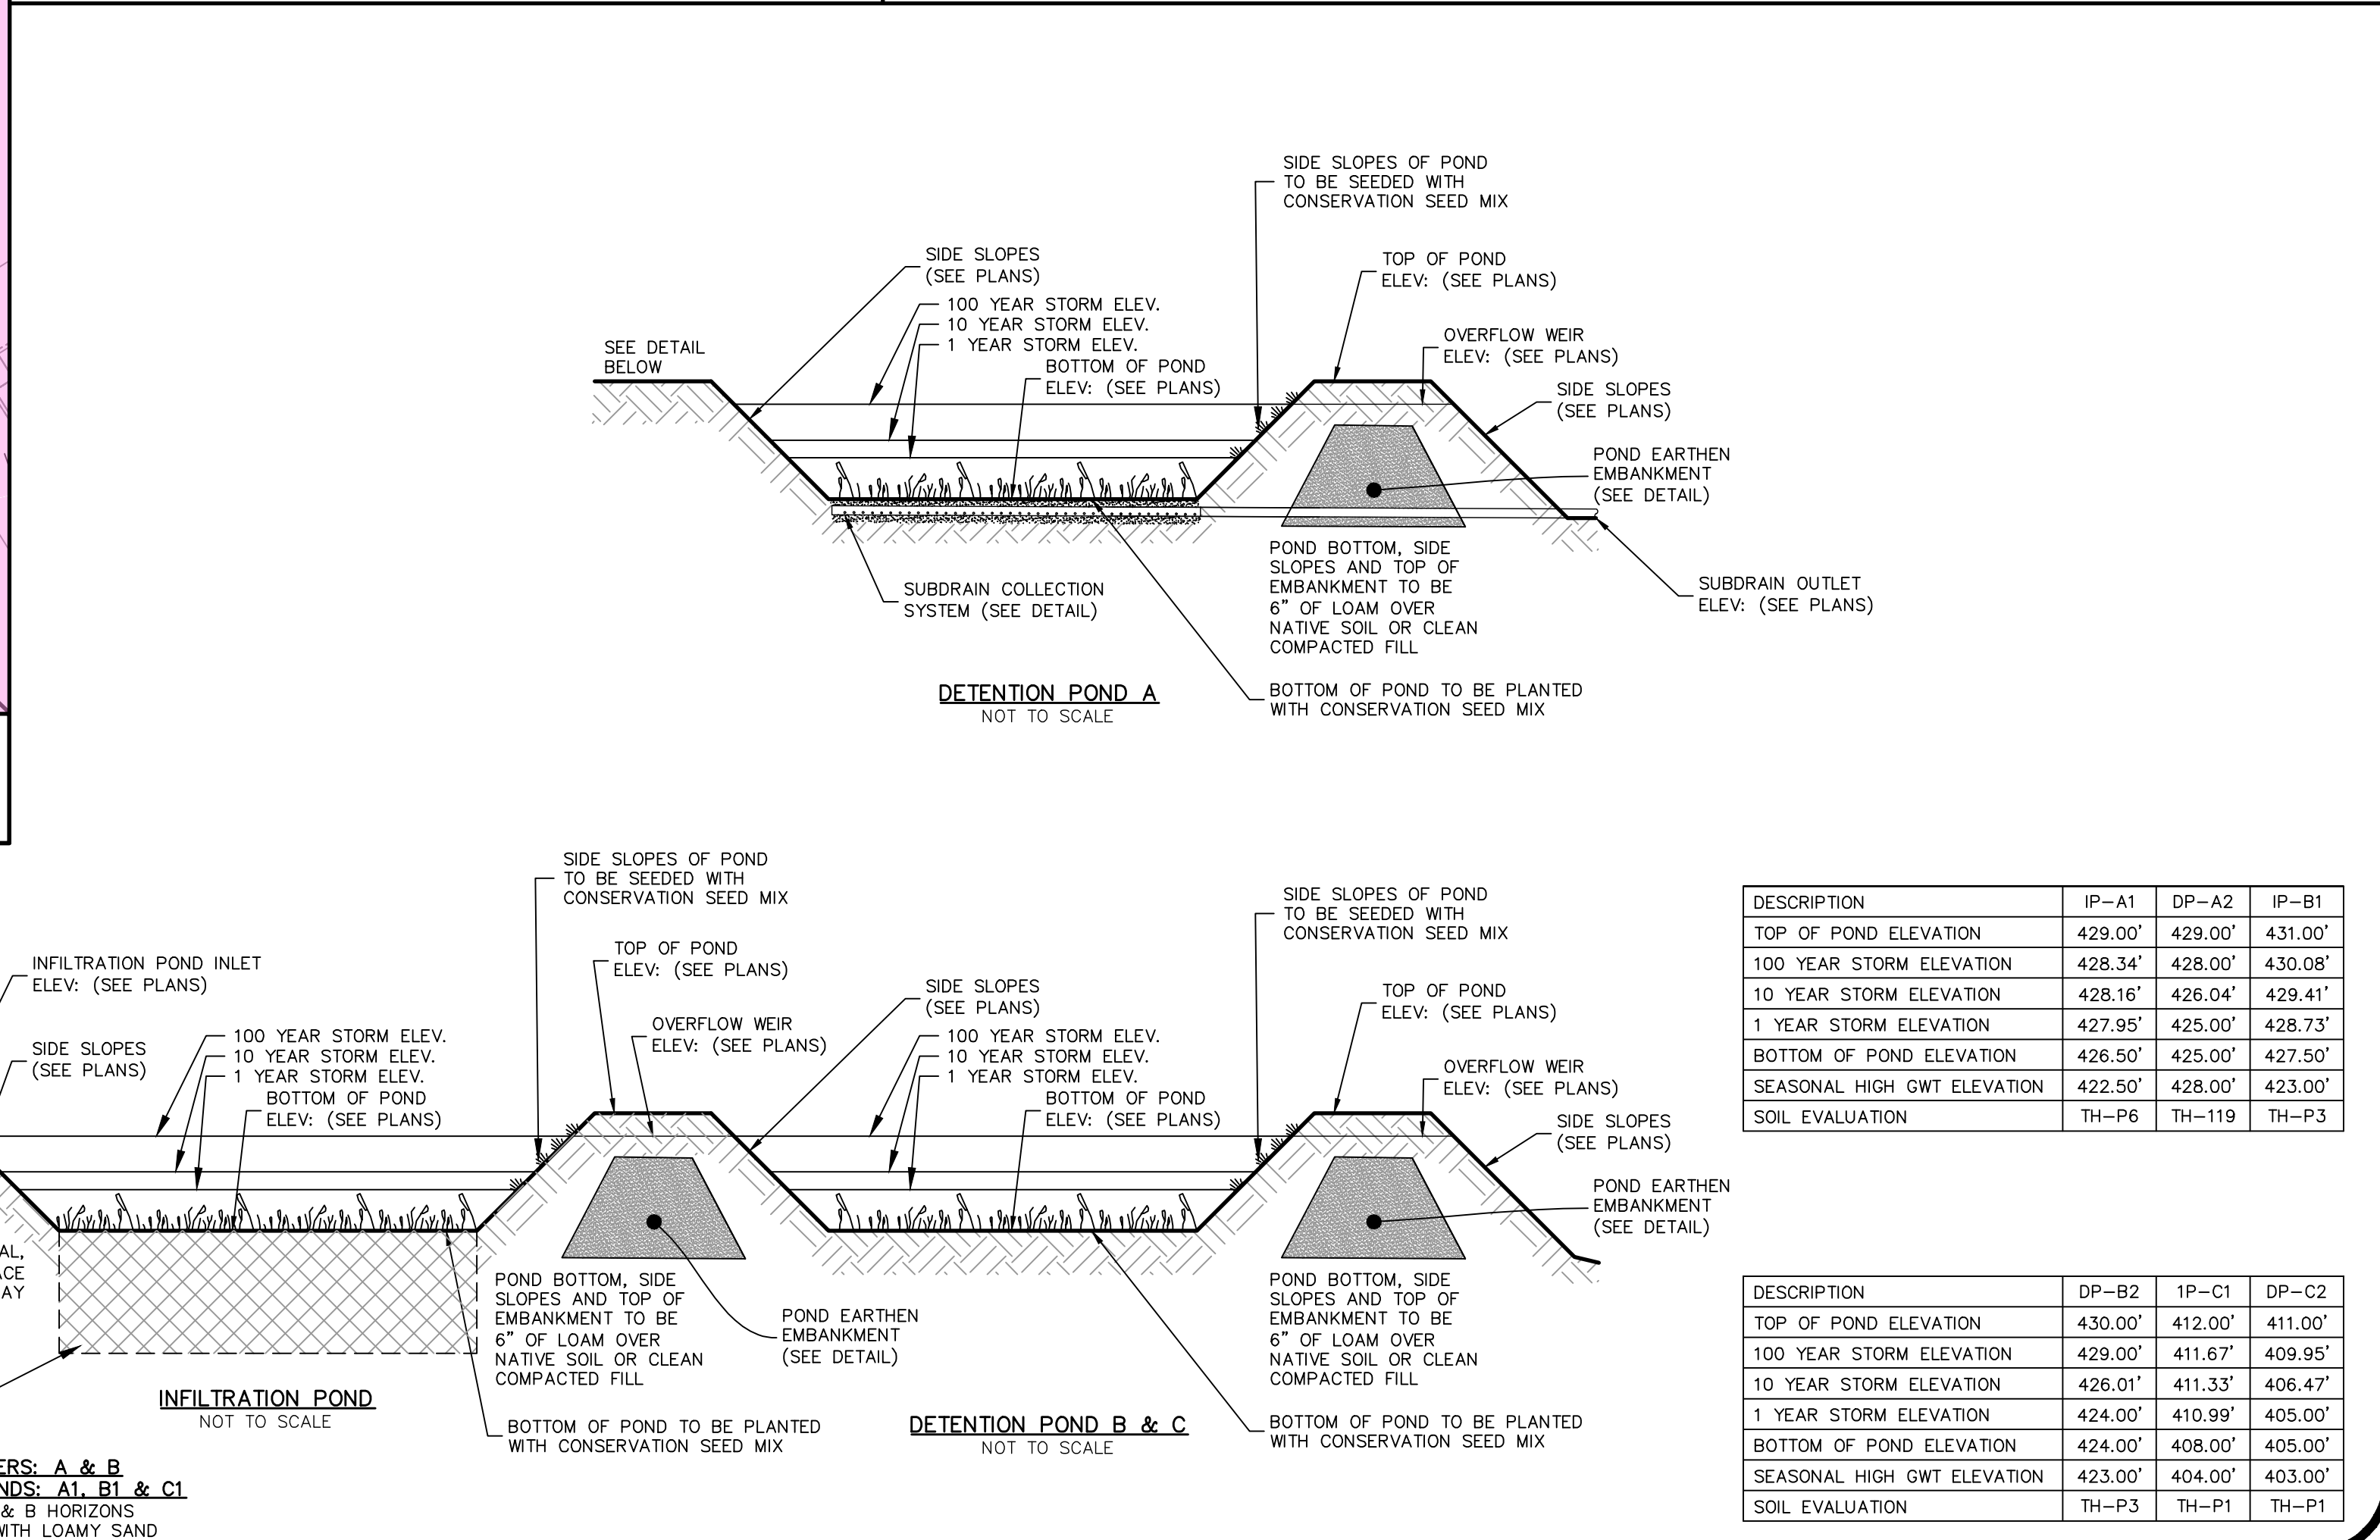 SIDE SLOPES OF POND
TO BE SEEDED WITH
CONSERVATION SEED MIX
SIDE SLOPES
(SEE PLANS)
TOP OF POND
ELEV: (SEE PLANS)
100 YEAR STORM ELEV.
10 YEAR STORM ELEV.
1 YEAR STORM ELEV.
OVERFLOW WEIR
ELEV: (SEE PLANS)
SEE DETAIL
BELOW
BOTTOM OF POND
ELEV: (SEE PLANS)
SIDE SLOPES
(SEE PLANS)
POND EARTHEN
EMBANKMENT
(SEE DETAIL)
POND BOTTOM, SIDE
SLOPES AND TOP OF
EMBANKMENT TO BE
6" OF LOAM OVER
NATIVE SOIL OR CLEAN
COMPACTED FILL
SUBDRAIN COLLECTION
SYSTEM (SEE DETAIL)
SUBDRAIN OUTLET
ELEV: (SEE PLANS)
DETENTION POND A
NOT TO SCALE
BOTTOM OF POND TO BE PLANTED
WITH CONSERVATION SEED MIX
SIDE SLOPES OF POND
TO BE SEEDED WITH
CONSERVATION SEED MIX
INFILTRATION POND INLET
ELEV: (SEE PLANS)
TOP OF POND
ELEV: (SEE PLANS)
SIDE SLOPES
(SEE PLANS)
100 YEAR STORM ELEV.
10 YEAR STORM ELEV.
1 YEAR STORM ELEV.
BOTTOM OF POND
ELEV: (SEE PLANS)
OVERFLOW WEIR
ELEV: (SEE PLANS)
AL,
ACE
AY
POND BOTTOM, SIDE
SLOPES AND TOP OF
EMBANKMENT TO BE
6" OF LOAM OVER
NATIVE SOIL OR CLEAN
COMPACTED FILL
POND EARTHEN
EMBANKMENT
(SEE DETAIL)
INFILTRATION POND
NOT TO SCALE
BOTTOM OF POND TO BE PLANTED
WITH CONSERVATION SEED MIX
ERS: A & B
NDS: A1, B1 & C1
& B HORIZONS
WITH LOAMY SAND
SIDE SLOPES OF POND
TO BE SEEDED WITH
CONSERVATION SEED MIX
SIDE SLOPES
(SEE PLANS)
TOP OF POND
ELEV: (SEE PLANS)
100 YEAR STORM ELEV.
10 YEAR STORM ELEV.
1 YEAR STORM ELEV.
BOTTOM OF POND
ELEV: (SEE PLANS)
OVERFLOW WEIR
ELEV: (SEE PLANS)
SIDE SLOPES
(SEE PLANS)
POND EARTHEN
EMBANKMENT
(SEE DETAIL)
POND BOTTOM, SIDE
SLOPES AND TOP OF
EMBANKMENT TO BE
6" OF LOAM OVER
NATIVE SOIL OR CLEAN
COMPACTED FILL
DETENTION POND B & C
NOT TO SCALE
BOTTOM OF POND TO BE PLANTED
WITH CONSERVATION SEED MIX
DESCRIPTION IP-A1 DP-A2 IP-B1
TOP OF POND ELEVATION 429.00' 429.00' 431.00'
100 YEAR STORM ELEVATION 428.34' 428.00' 430.08'
10 YEAR STORM ELEVATION 428.16' 426.04' 429.41'
1 YEAR STORM ELEVATION 427.95' 425.00' 428.73'
BOTTOM OF POND ELEVATION 426.50' 425.00' 427.50'
SEASONAL HIGH GWT ELEVATION 422.50' 428.00' 423.00'
SOIL EVALUATION TH-P6 TH-119 TH-P3
DESCRIPTION DP-B2 1P-C1 DP-C2
TOP OF POND ELEVATION 430.00' 412.00' 411.00'
100 YEAR STORM ELEVATION 429.00' 411.67' 409.95'
10 YEAR STORM ELEVATION 426.01' 411.33' 406.47'
1 YEAR STORM ELEVATION 424.00' 410.99' 405.00'
BOTTOM OF POND ELEVATION 424.00' 408.00' 405.00'
SEASONAL HIGH GWT ELEVATION 423.00' 404.00' 403.00'
SOIL EVALUATION TH-P3 TH-P1 TH-P1